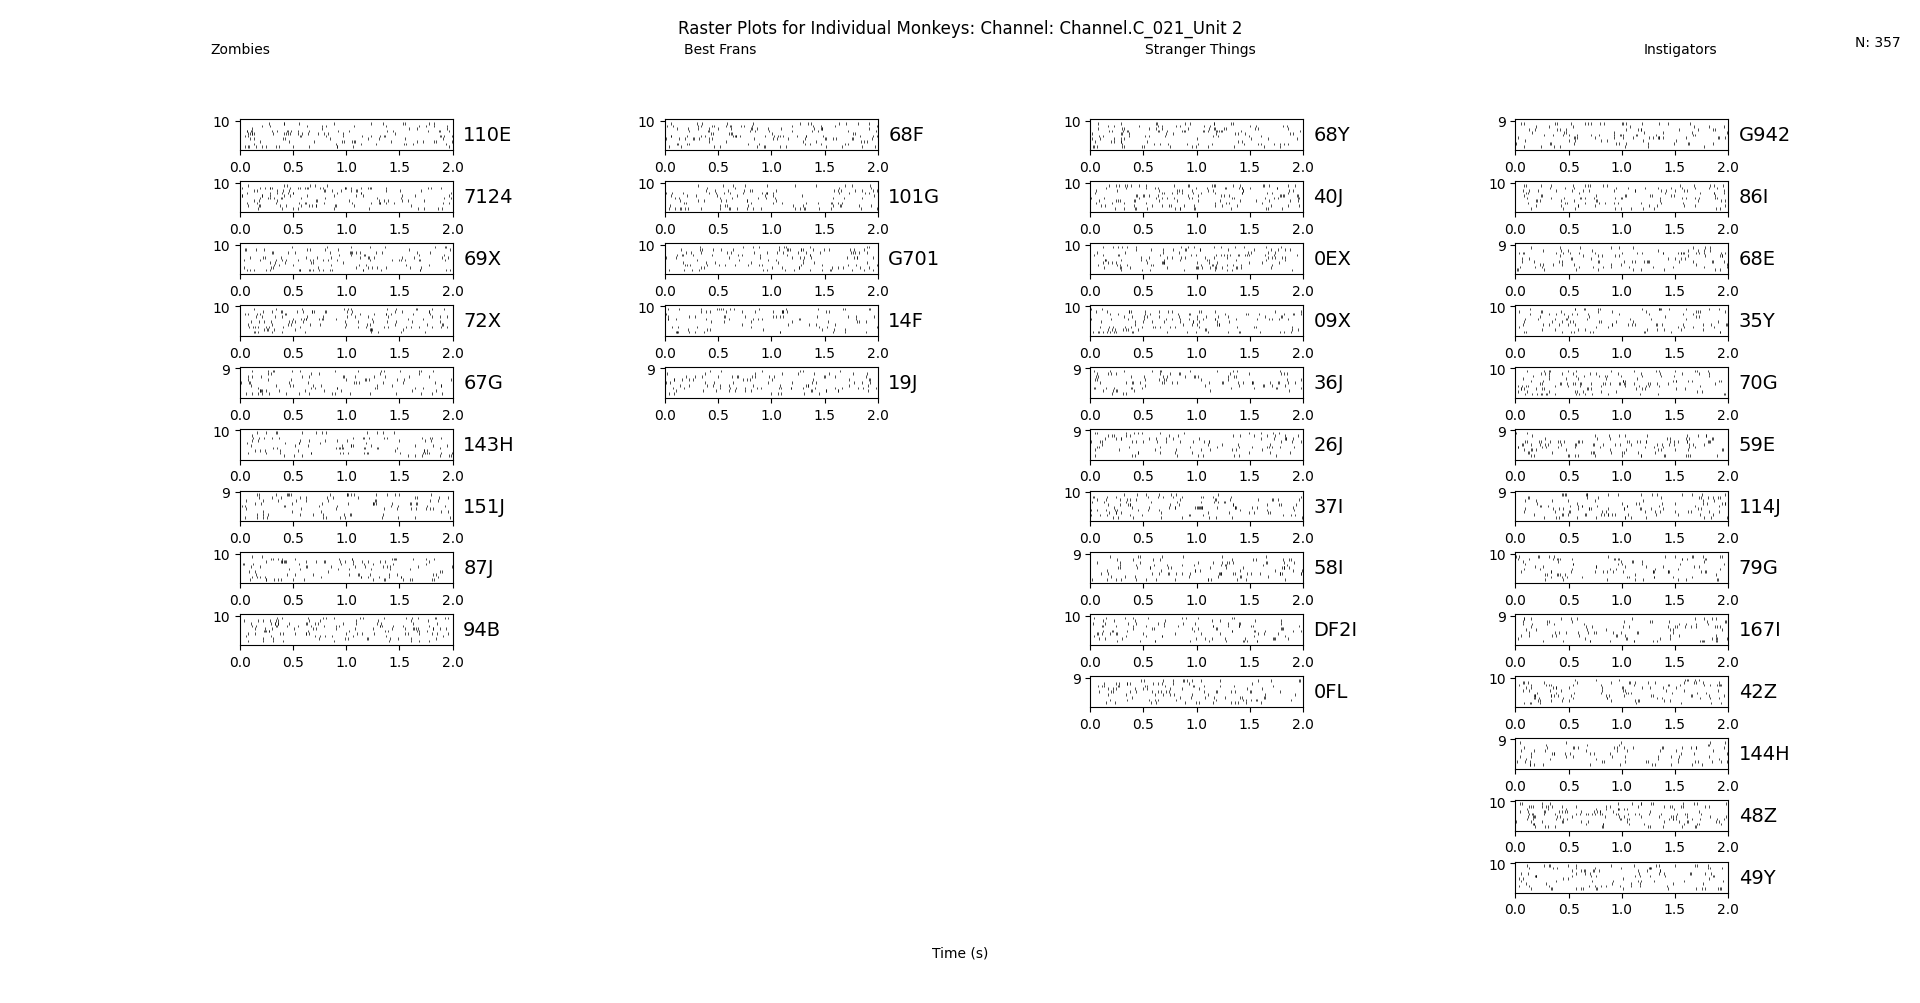 Raster Plots for Individual Monkeys: Channel: Channel.C_021_Unit 2
Zombies Best Frans Stranger Things Instigators N: 357
10 110E 10 68F 10 68Y 9 G942
0.0 0.5 1.0 1.5 2.0 0.0 0.5 1.0 1.5 2.0 0.0 0.5 1.0 1.5 2.0 0.0 0.5 1.0 1.5 2.0
10 7124 10 101G 10 40J 10 86I
0.0 0.5 1.0 1.5 2.0 0.0 0.5 1.0 1.5 2.0 0.0 0.5 1.0 1.5 2.0 0.0 0.5 1.0 1.5 2.0
10 69X 10 G701 10 0EX 9 68E
0.0 0.5 1.0 1.5 2.0 0.0 0.5 1.0 1.5 2.0 0.0 0.5 1.0 1.5 2.0 0.0 0.5 1.0 1.5 2.0
10 72X 10 14F 10 09X 10 35Y
0.0 0.5 1.0 1.5 2.0 0.0 0.5 1.0 1.5 2.0 0.0 0.5 1.0 1.5 2.0 0.0 0.5 1.0 1.5 2.0
9 67G 9 19J 9 36J 10 70G
0.0 0.5 1.0 1.5 2.0 0.0 0.5 1.0 1.5 2.0 0.0 0.5 1.0 1.5 2.0 0.0 0.5 1.0 1.5 2.0
10 143H 9 26J 9 59E
0.0 0.5 1.0 1.5 2.0 0.0 0.5 1.0 1.5 2.0 0.0 0.5 1.0 1.5 2.0
9 151J 10 37I 9 114J
0.0 0.5 1.0 1.5 2.0 0.0 0.5 1.0 1.5 2.0 0.0 0.5 1.0 1.5 2.0
10 87J 9 58I 10 79G
0.0 0.5 1.0 1.5 2.0 0.0 0.5 1.0 1.5 2.0 0.0 0.5 1.0 1.5 2.0
10 94B 10 DF2I 9 167I
0.0 0.5 1.0 1.5 2.0 0.0 0.5 1.0 1.5 2.0 0.0 0.5 1.0 1.5 2.0
9 0FL 10 42Z
0.0 0.5 1.0 1.5 2.0 0.0 0.5 1.0 1.5 2.0
9 144H
0.0 0.5 1.0 1.5 2.0
10 48Z
0.0 0.5 1.0 1.5 2.0
10 49Y
0.0 0.5 1.0 1.5 2.0
Time (s)